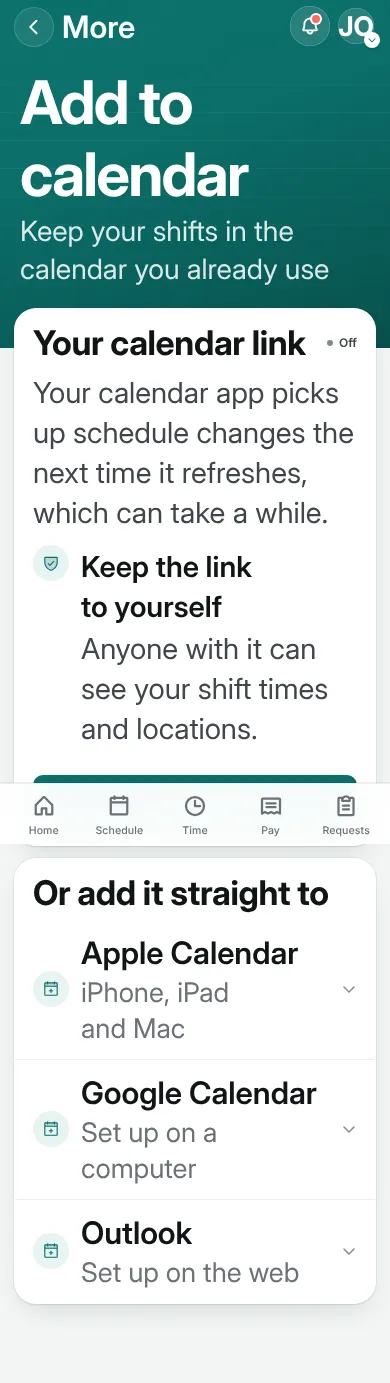 More
JO
Add to
calendar
Keep your shifts in the
calendar you already use
Your calendar link
Off
Your calendar app picks
up schedule changes the
next time it refreshes,
which can take a while.
Keep the link
to yourself
Anyone with it can
see your shift times
and locations.
Home
Schedule
Time
Pay
Requests
Or add it straight to
Apple Calendar
iPhone, iPad
and Mac
Google Calendar
Set up on a
computer
Outlook
Set up on the web